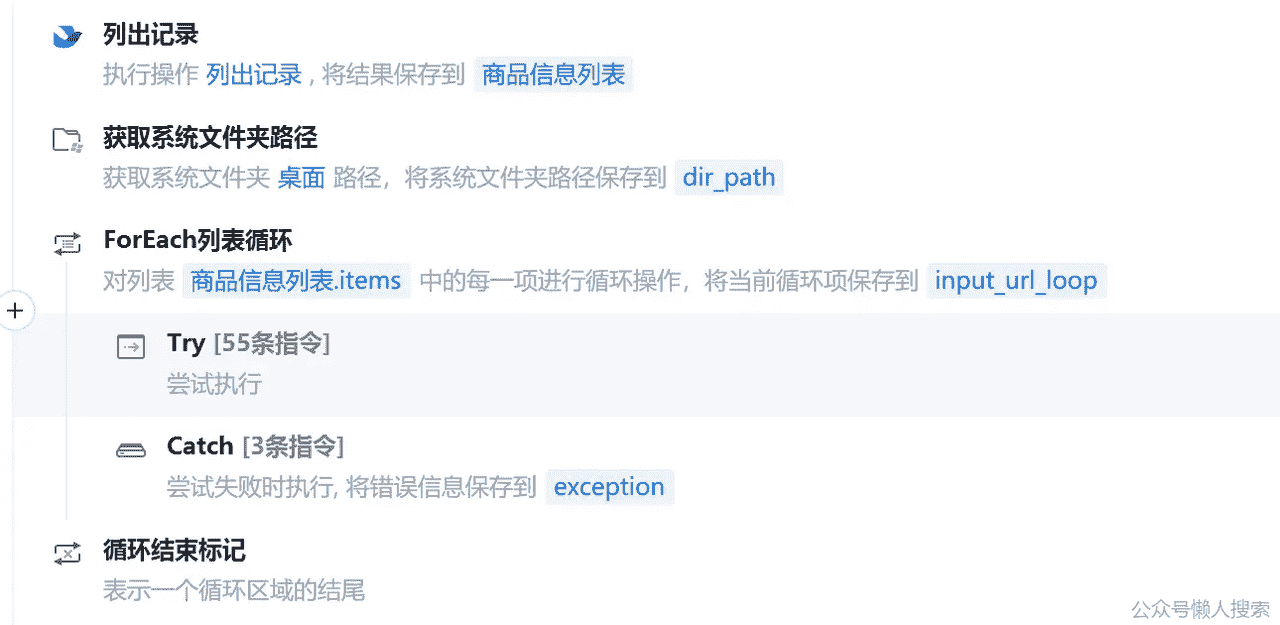 列出记录
执行操作 列出记录 , 将结果保存到 商品信息列表
获取系统文件夹路径
获取系统文件夹 桌面 路径，将系统文件夹路径保存到 dir_path
ForEach列表循环
对列表 商品信息列表.items 中的每一项进行循环操作，将当前循环项保存到 input_url_loop
Try [55条指令]
尝试执行
Catch [3条指令]
尝试失败时执行, 将错误信息保存到 exception
循环结束标记
表示一个循环区域的结尾
公众号懒人搜索